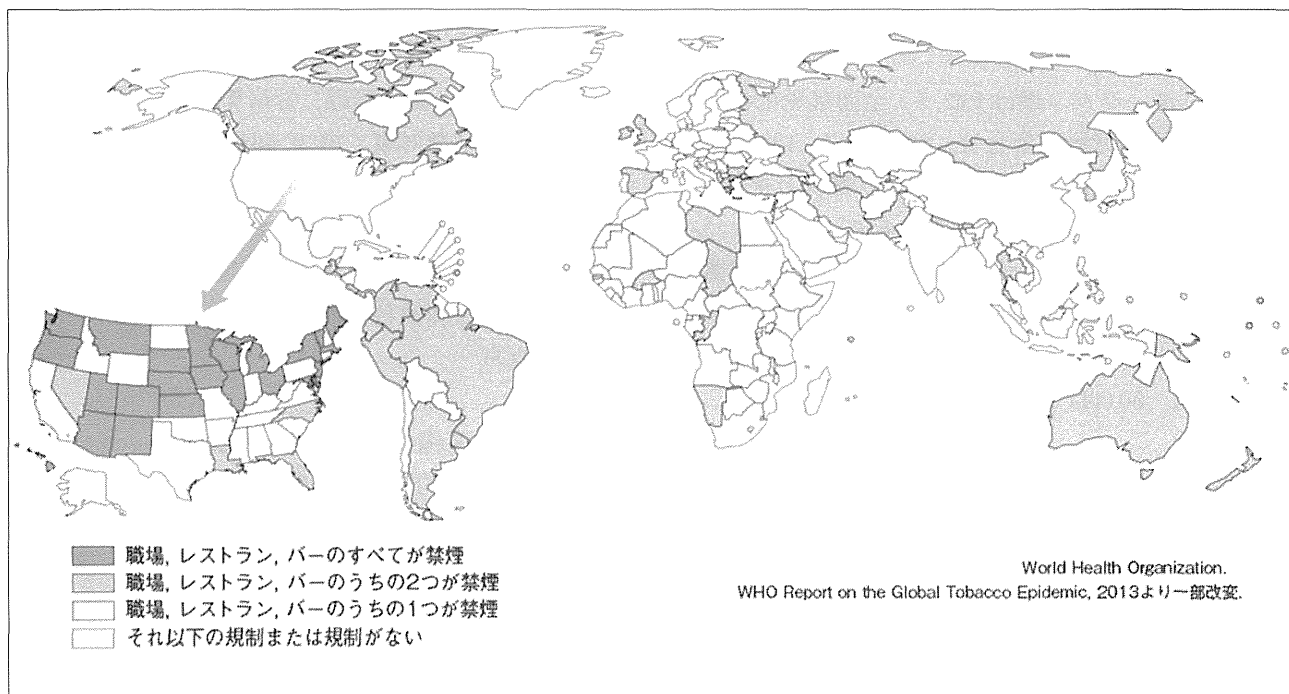 職場，レストラン，バーのすべてが禁煙
職場，レストラン，バーのうちの2つが禁煙
職場，レストラン，バーのうちの1つが禁煙
それ以下の規制または規制がない
World Health Organization.
WHO Report on the Global Tobacco Epidemic, 2013より一部改変.